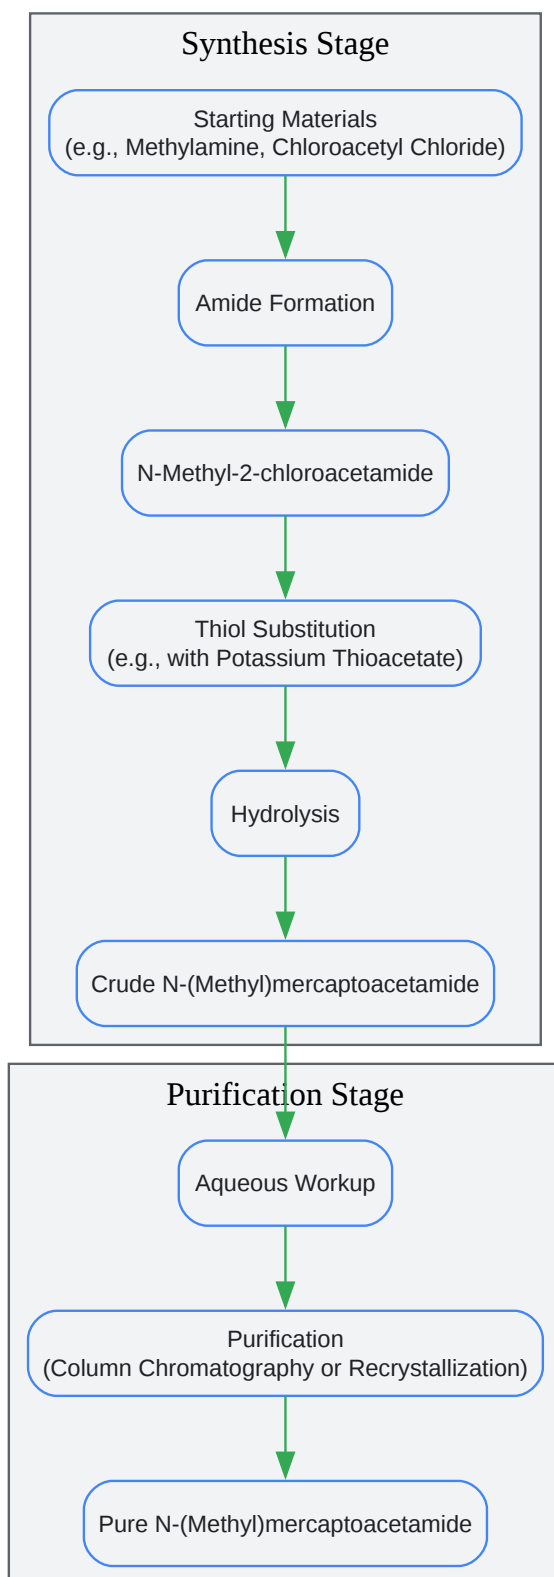 Synthesis Stage
Starting Materials
(e.g., Methylamine, Chloroacetyl Chloride)
Amide Formation
N-Methyl-2-chloroacetamide
Thiol Substitution
(e.g., with Potassium Thioacetate)
Hydrolysis
Crude N-(Methyl)mercaptoacetamide
Purification Stage
Aqueous Workup
Purification
(Column Chromatography or Recrystallization)
Pure N-(Methyl)mercaptoacetamide